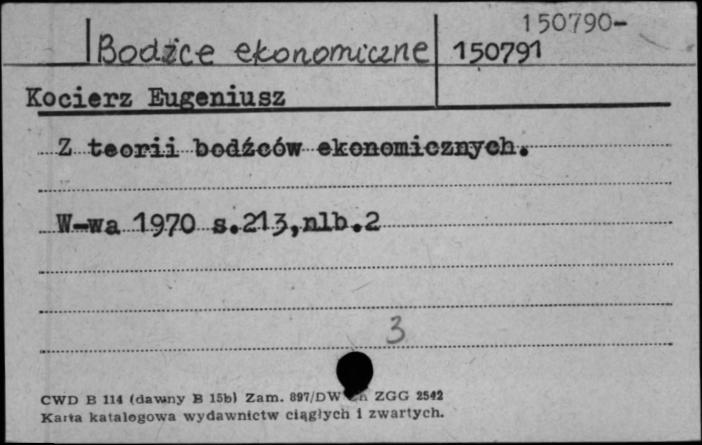 150790-
Bodźce ekonomiczne 150791
Kocierz Eugeniusz
Z teorii bodźców ekonomicznych.
W-wa 1970 s.213,nlb.2
3
CWD B 114 (dawny B 15b) Zam. 897/DW ZGG 2542
Karta katalogowa wydawnictw ciągłych i zwartych.